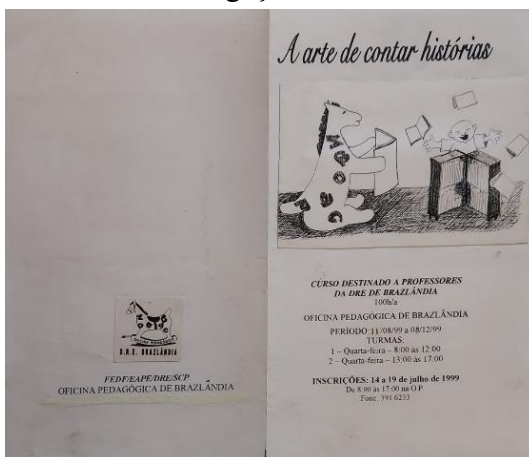 D.R.E. BRAZLÂNDIA
FEDF/EAPE/DRE/SCP
OFICINA PEDAGÓGICA DE BRAZLÂNDIA
A arte de contar histórias
CURSO DESTINADO A PROFESSORES
DA DRE DE BRAZLÂNDIA
100h/a
OFICINA PEDAGÓGICA DE BRAZLÂNDIA
PERÍODO 11/08/99 a 08/12/99
TURMAS:
1 – Quarta-feira – 8:00 às 12:00
2 – Quarta-feira – 13:00 às 17:00
INSCRIÇÕES: 14 a 19 de julho de 1999
De 8:00 às 17:00 na O.P
Fone: 391 6233